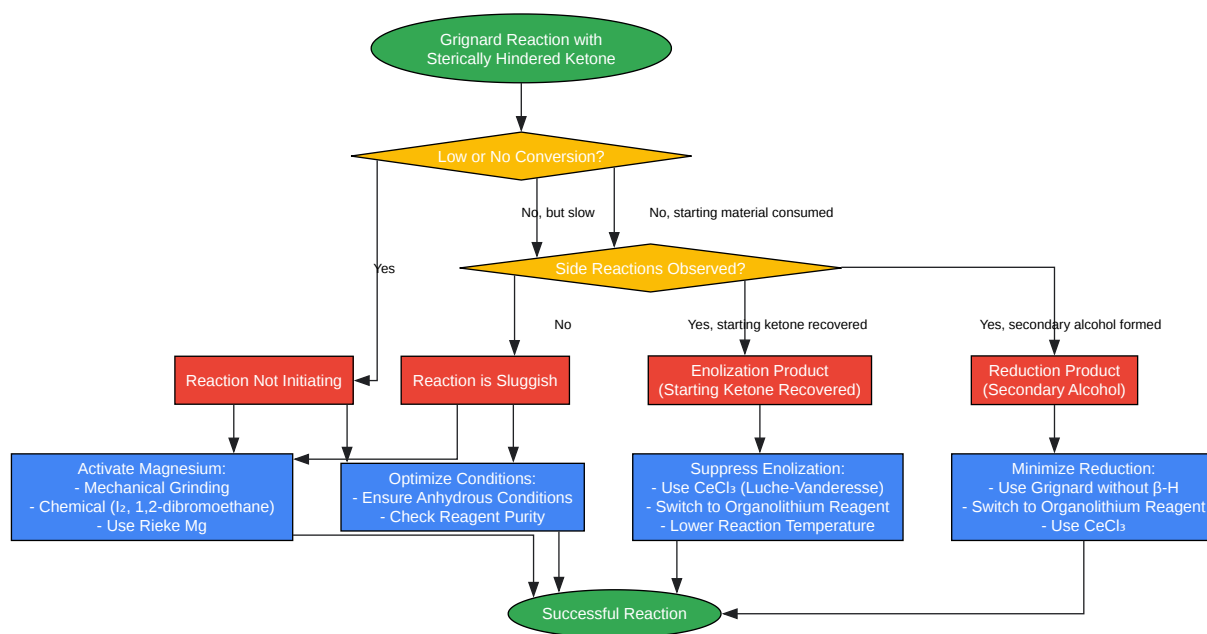 Grignard Reaction with
Sterically Hindered Ketone
Low or No Conversion?
No, but slow
No, starting material consumed
Yes
Side Reactions Observed?
No
Yes, starting ketone recovered
Yes, secondary alcohol formed
Reaction Not Initiating
Reaction is Sluggish
Enolization Product
(Starting Ketone Recovered)
Reduction Product
(Secondary Alcohol)
Activate Magnesium:
- Mechanical Grinding
- Chemical (I₂, 1,2-dibromoethane)
- Use Rieke Mg
Optimize Conditions:
- Ensure Anhydrous Conditions
- Check Reagent Purity
Suppress Enolization:
- Use CeCl₃ (Luche-Vanderesse)
- Switch to Organolithium Reagent
- Lower Reaction Temperature
Minimize Reduction:
- Use Grignard without β-H
- Switch to Organolithium Reagent
- Use CeCl₃
Successful Reaction